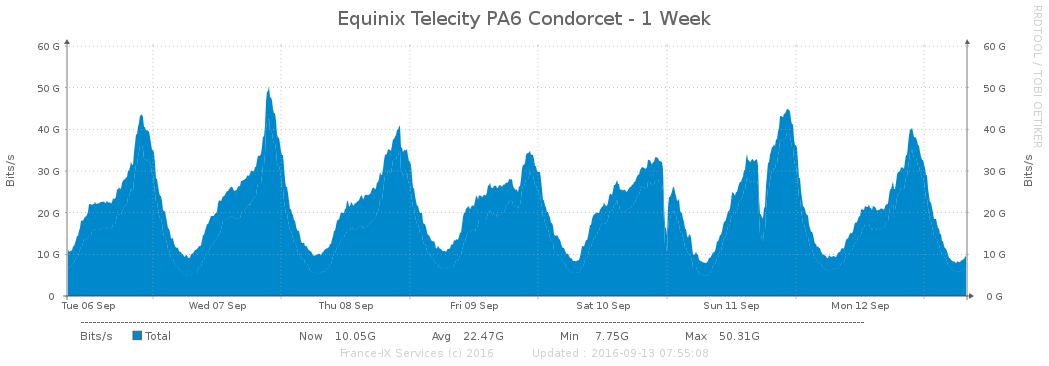 Equinix Telecity PA6 Condorcet - 1 Week
RRDTOOL / TOBI OETIKER
Bits/s
60 G
50 G
40 G
30 G
20 G
10 G
0
60 G
50 G
40 G
30 G
20 G
10 G
0 G
Bits/s
Tue 06 Sep Wed 07 Sep Thu 08 Sep Fri 09 Sep Sat 10 Sep Sun 11 Sep Mon 12 Sep
Bits/s Total Now 10.05G Avg 22.47G Min 7.75G Max 50.31G
France-IX Services (c) 2016 Updated : 2016-09-13 07:55:08